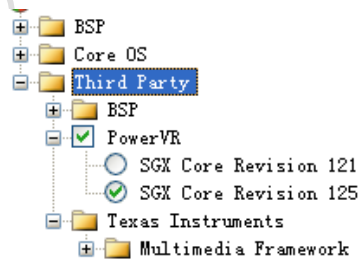 BSP
Core OS
Third Party
BSP
PowerVR
SGX Core Revision 121
SGX Core Revision 125
Texas Instruments
Multimedia Framework